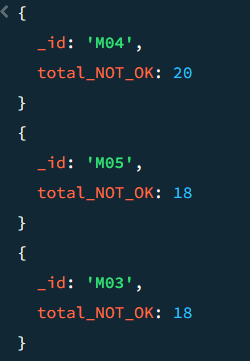 {
  _id: 'M04',
  total_NOT_OK: 20
}
{
  _id: 'M05',
  total_NOT_OK: 18
}
{
  _id: 'M03',
  total_NOT_OK: 18
}